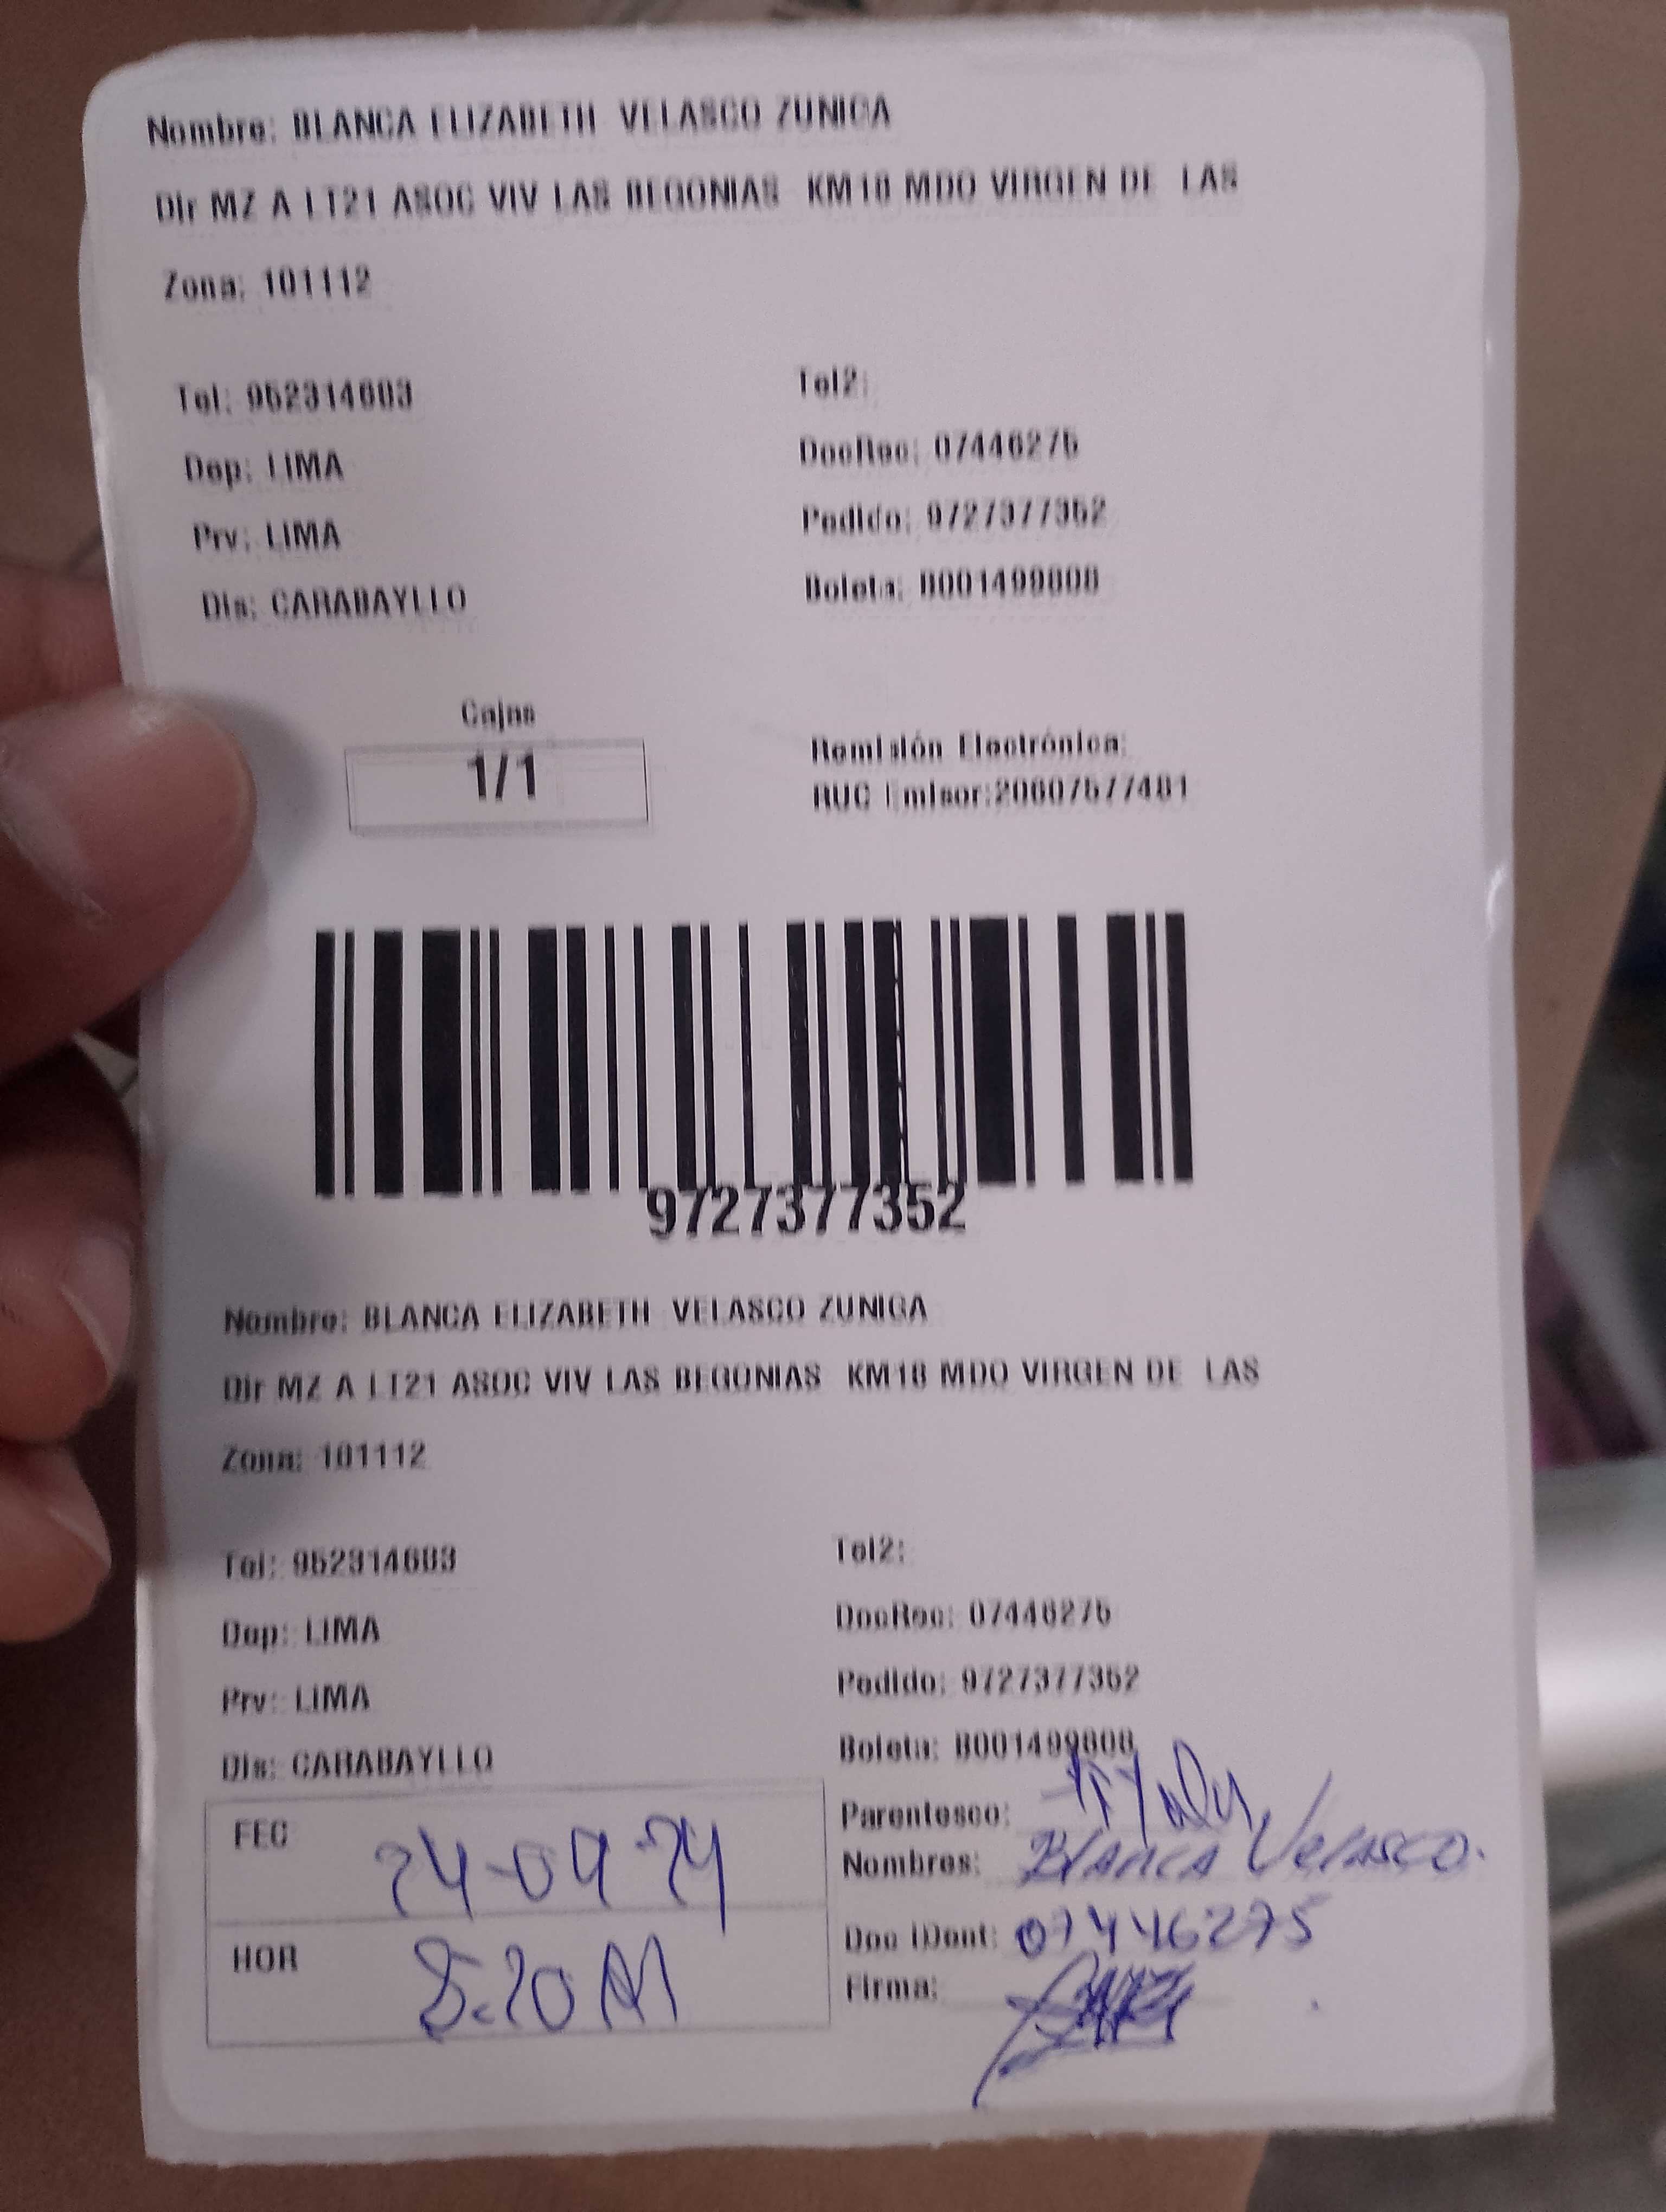 Nombre: BLANCA ELIZABETH VELASCO ZUNIGA
Dir MZ A LT21 ASOC VIV LAS BEGONIAS KM18 MDO VIRGEN DE LAS
Zona: 101112
Tel: 952314683 Tel2:
Dep: LIMA DocRec: 07446275
Prv: LIMA Pedido: 9727377352
Dis: CARABAYLLO Boleta: B001499808
Cajas
1/1
Remisión Electrónica:
RUC Emisor:20607577481
9727377352
Nombre: BLANCA ELIZABETH VELASCO ZUNIGA
Dir MZ A LT21 ASOC VIV LAS BEGONIAS KM18 MDO VIRGEN DE LAS
Zona: 101112
Tel: 952314683 Tel2:
Dep: LIMA DocRec: 07446275
Prv: LIMA Pedido: 9727377352
Dis: CARABAYLLO Boleta: B001499808
FEC 24-09-24
HOR 8:20 AM
Parentesco: Titular
Nombres: Blanca Velasco.
Doc IDent: 07446275
Firma: